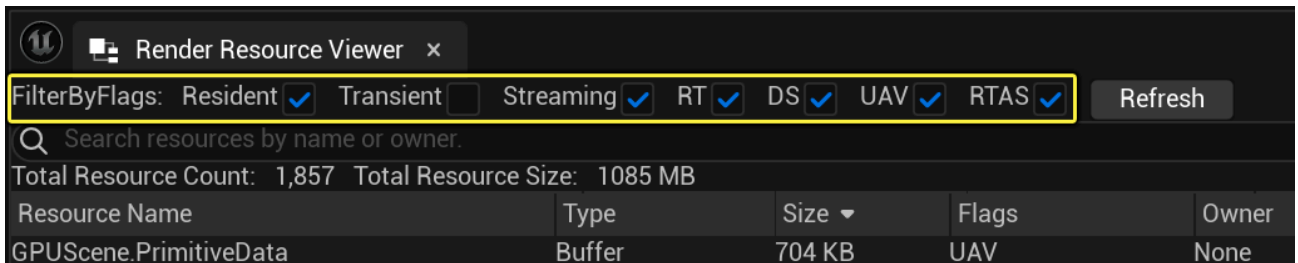 Render Resource Viewer ×
FilterByFlags: Resident Transient Streaming RT DS UAV RTAS Refresh
Search resources by name or owner.
Total Resource Count: 1,857 Total Resource Size: 1085 MB
Resource Name Type Size Flags Owner
GPUScene.PrimitiveData Buffer 704 KB UAV None